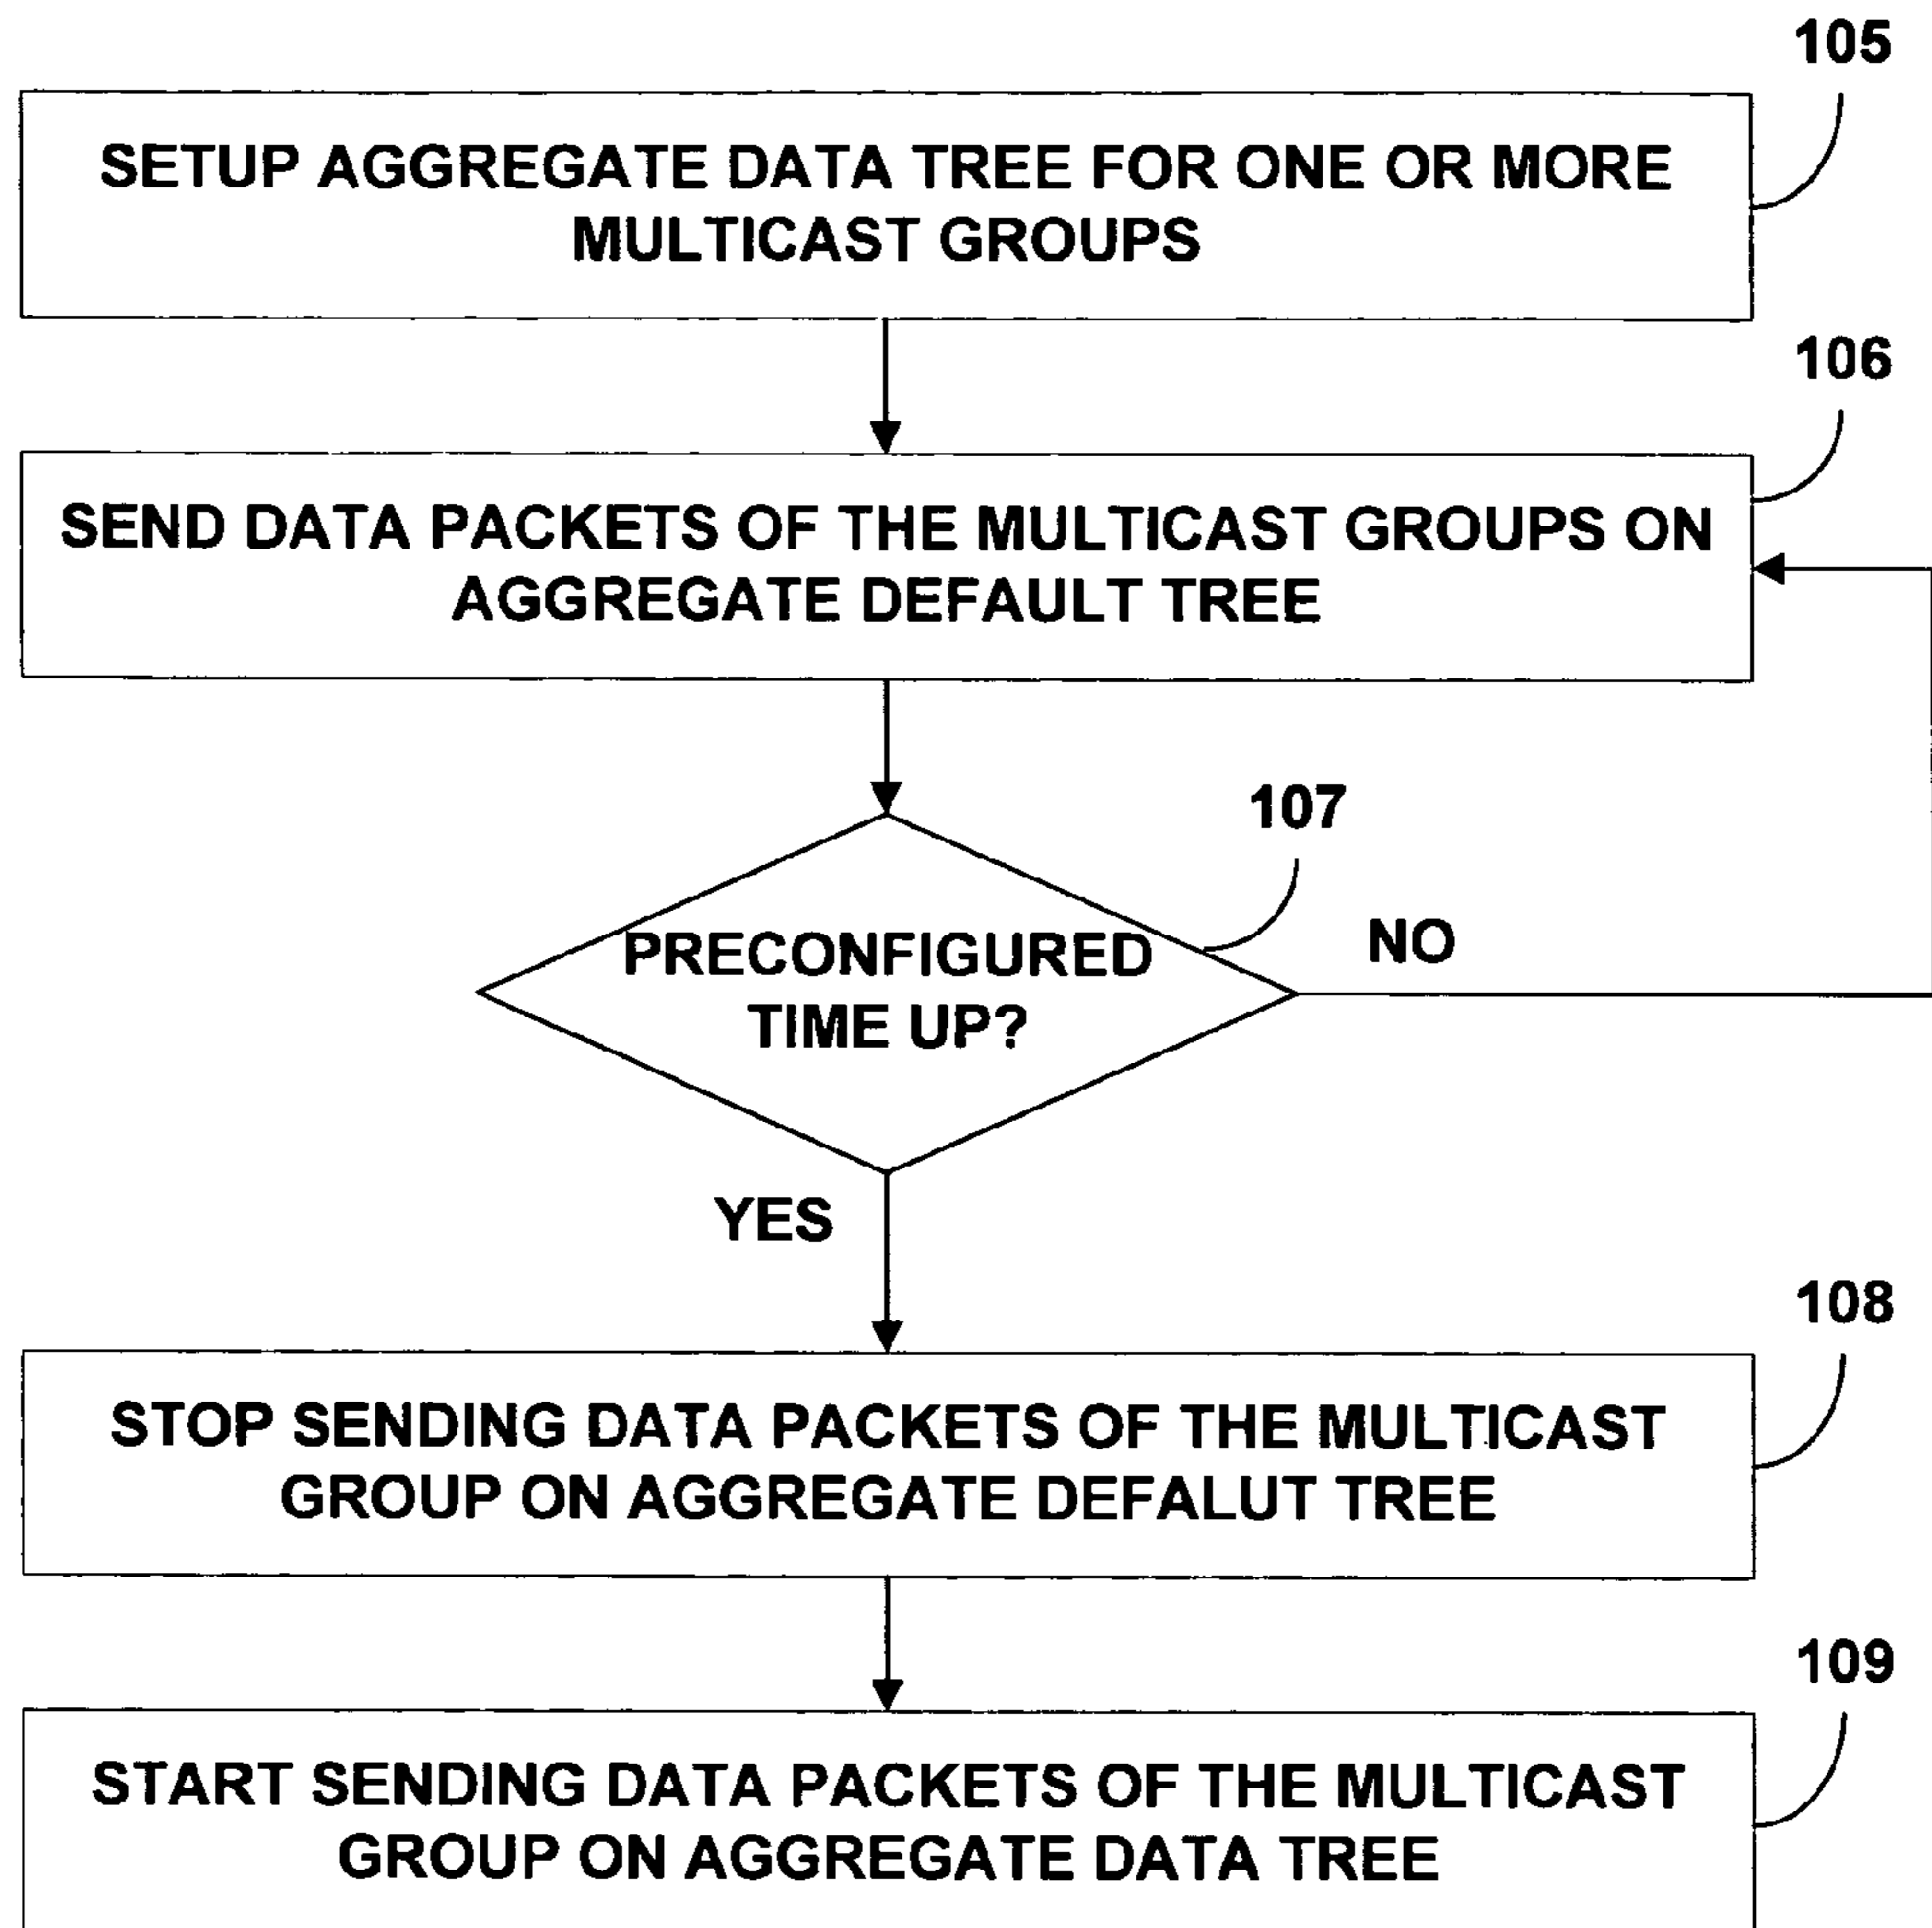 105
SETUP AGGREGATE DATA TREE FOR ONE OR MORE
MULTICAST GROUPS
106
SEND DATA PACKETS OF THE MULTICAST GROUPS ON
AGGREGATE DEFAULT TREE
107
PRECONFIGURED
TIME UP?
NO
YES
108
STOP SENDING DATA PACKETS OF THE MULTICAST
GROUP ON AGGREGATE DEFALUT TREE
109
START SENDING DATA PACKETS OF THE MULTICAST
GROUP ON AGGREGATE DATA TREE